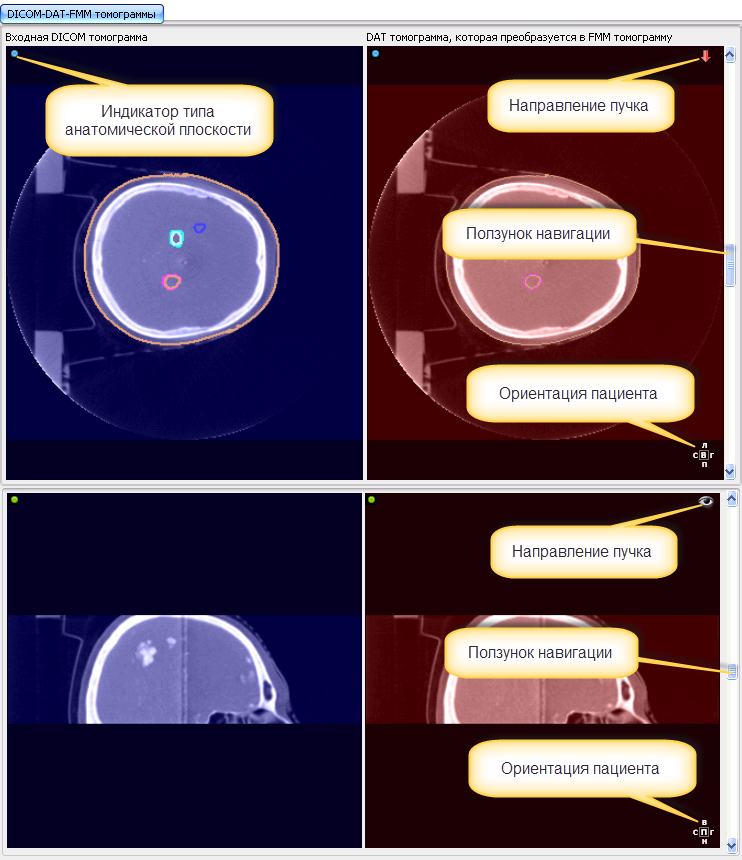 DICOM-DAT-FMM томограммы
Входная DICOM томограмма
DAT томограмма, которая преобразуется в FMM томограмму
Индикатор типа
анатомической плоскости
Направление пучка
Ползунок навигации
Ориентация пациента
л
с В г
п
Направление пучка
Ползунок навигации
Ориентация пациента
в
с П г
н